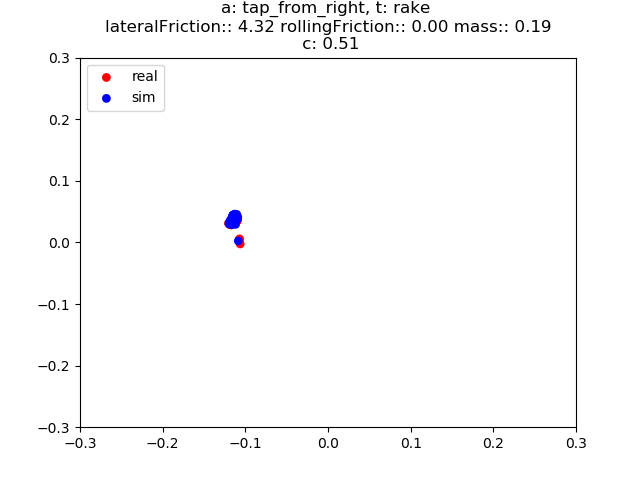 a: tap_from_right, t: rake
lateralFriction:: 4.32 rollingFriction:: 0.00 mass:: 0.19
c: 0.51
0.3
real
sim
0.2
0.1
0.0
−0.1
−0.2
−0.3
−0.3 −0.2 −0.1 0.0 0.1 0.2 0.3